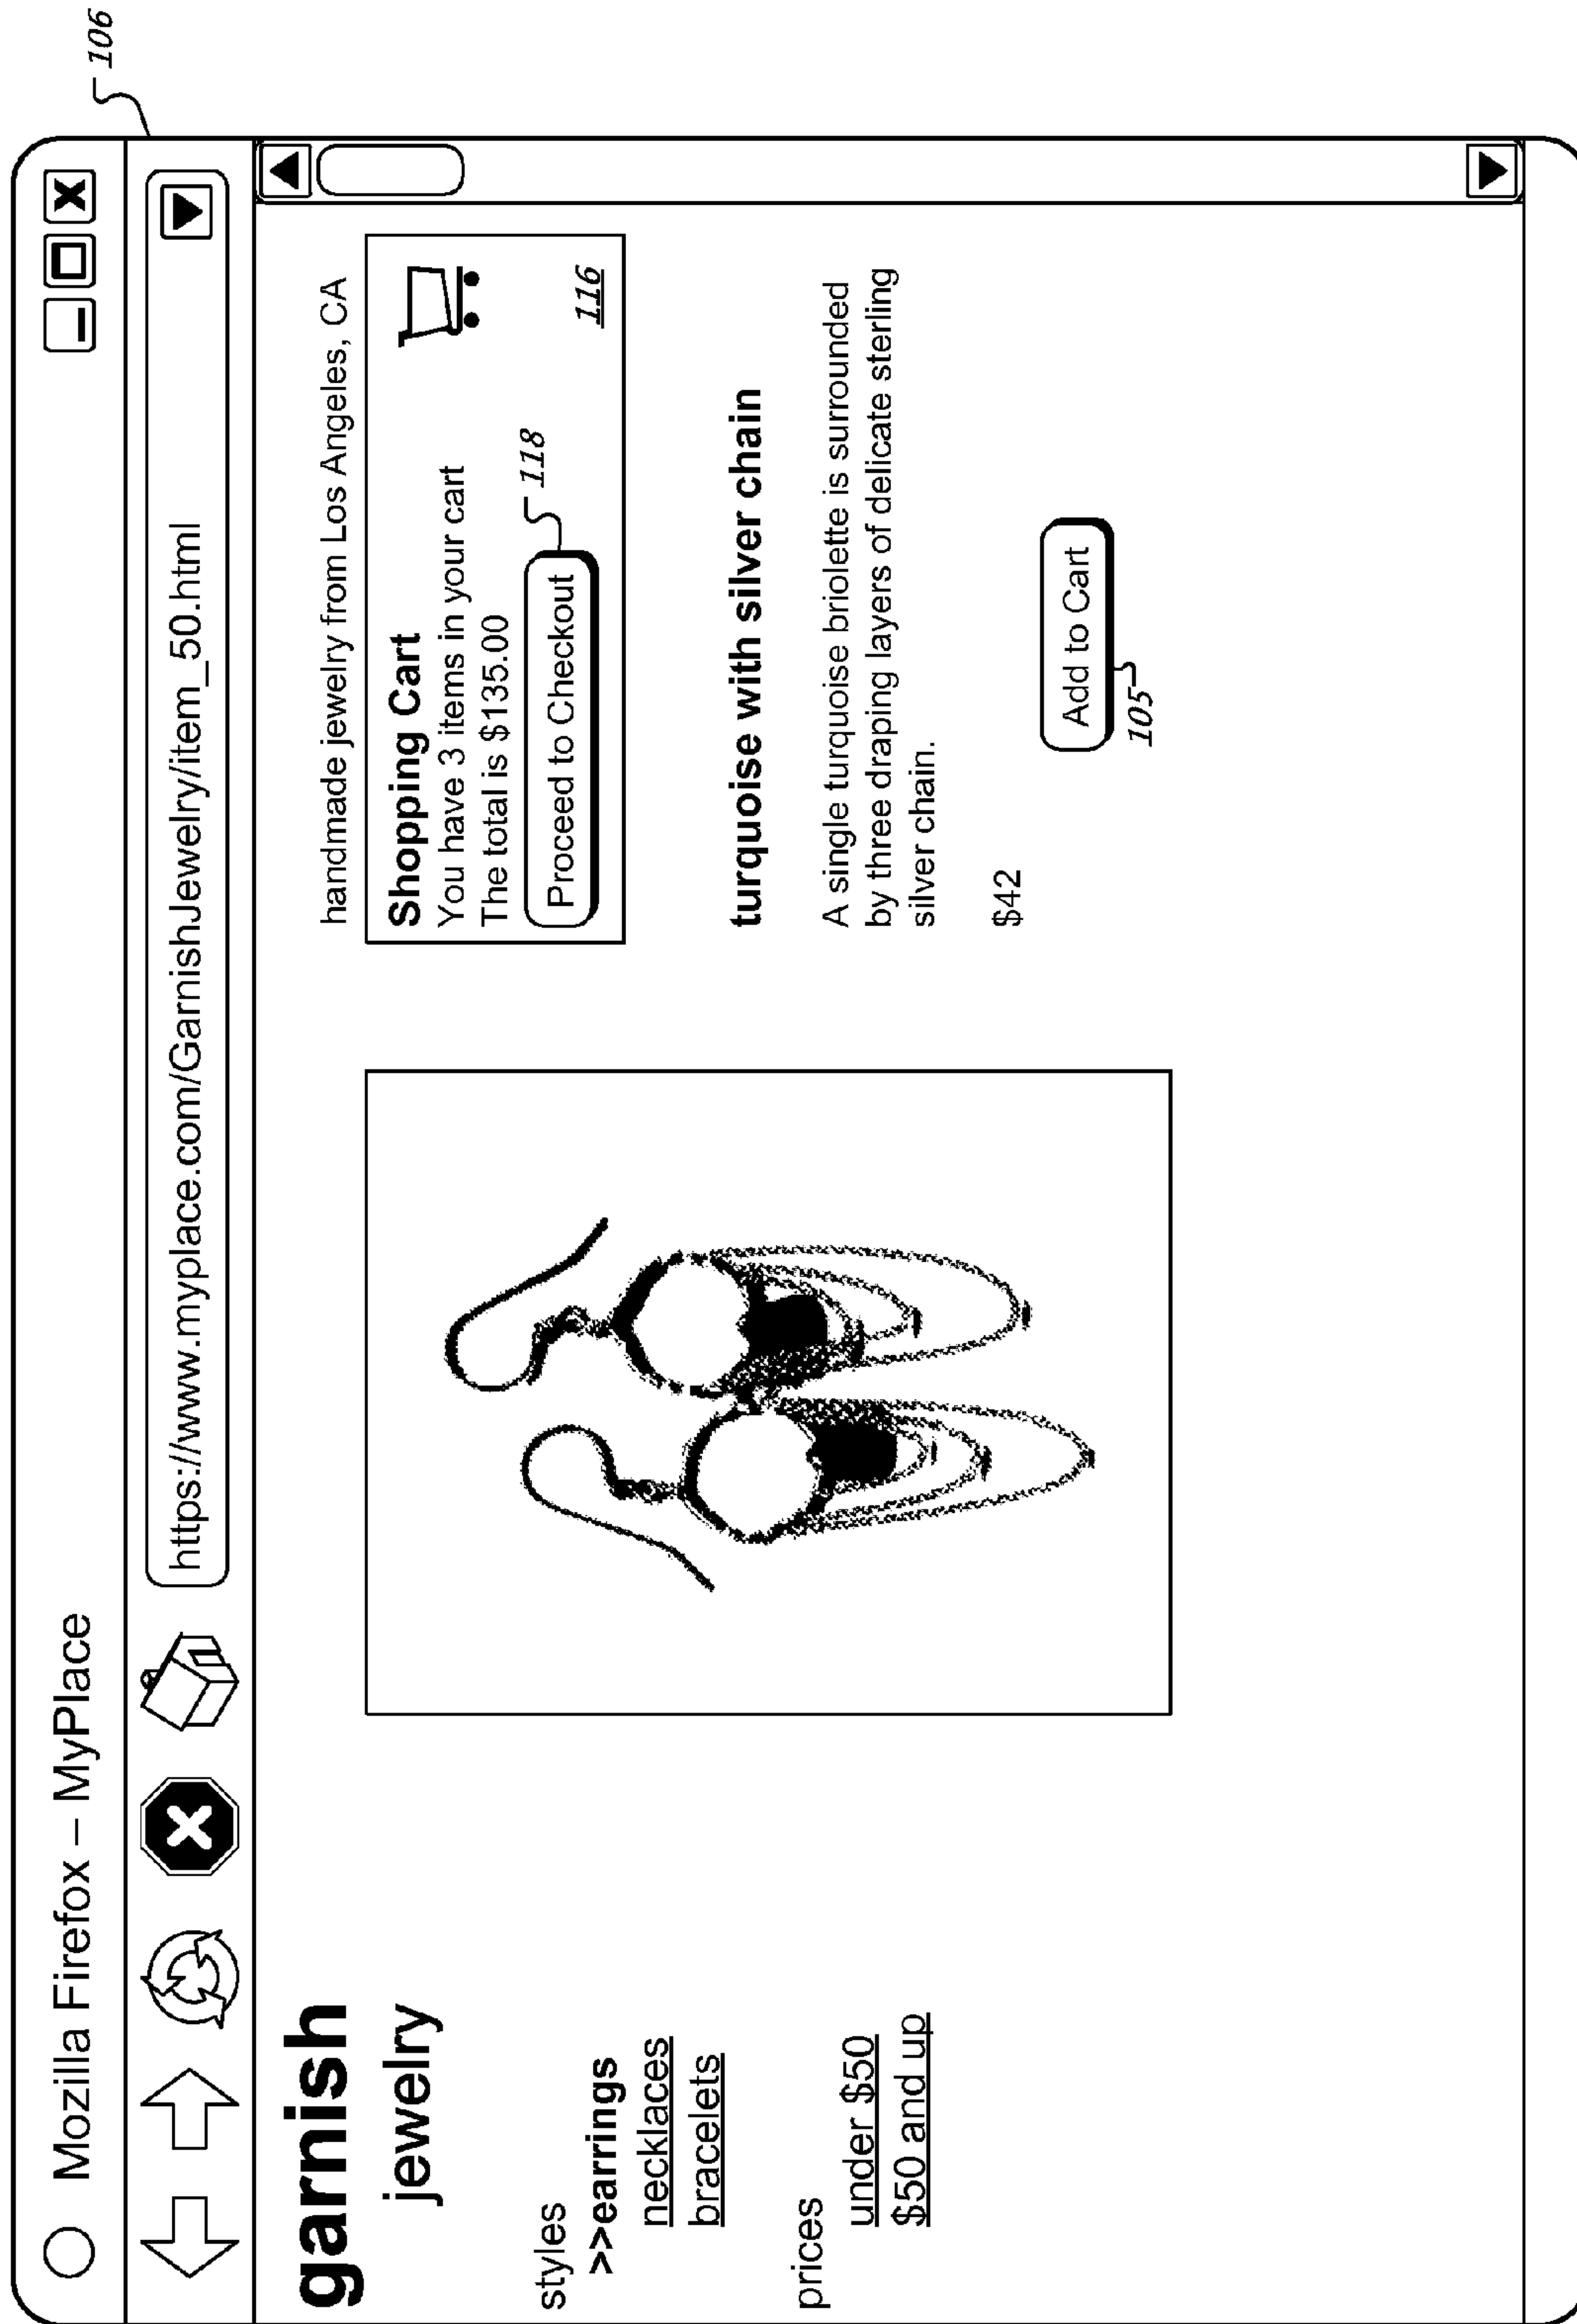 106
Mozilla Firefox – MyPlace
https://www.myplace.com/GarnishJewelry/item_50.html
garnish
jewelry
styles
>>earrings
necklaces
bracelets
prices
under $50
$50 and up
handmade jewelry from Los Angeles, CA
Shopping Cart
You have 3 items in your cart
The total is $135.00
Proceed to Checkout
118
116
turquoise with silver chain
A single turquoise briolette is surrounded
by three draping layers of delicate sterling
silver chain.
$42
Add to Cart
105